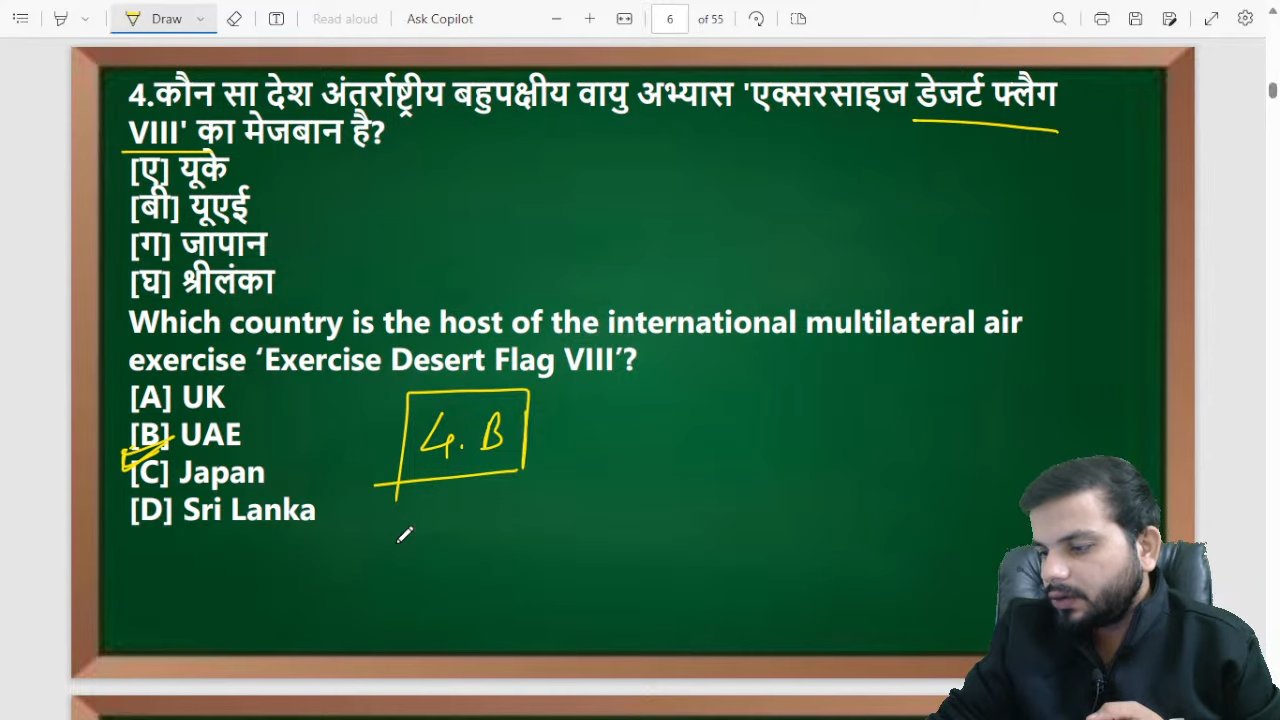 Draw
Read aloud
Ask Copilot
6
of 55
4.कौन सा देश अंतर्राष्ट्रीय बहुपक्षीय वायु अभ्यास 'एक्सरसाइज डेजर्ट फ्लैग
VIII' का मेजबान है?
[ए] यूके
[बी] यूएई
[ग] जापान
[घ] श्रीलंका
Which country is the host of the international multilateral air
exercise ‘Exercise Desert Flag VIII’?
[A] UK
[B] UAE
[C] Japan
[D] Sri Lanka
4. B